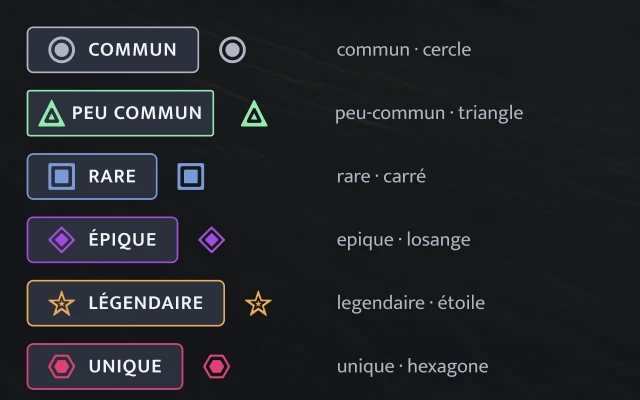 COMMUN commun · cercle
PEU COMMUN peu-commun · triangle
RARE rare · carré
ÉPIQUE epique · losange
LÉGENDAIRE legendaire · étoile
UNIQUE unique · hexagone